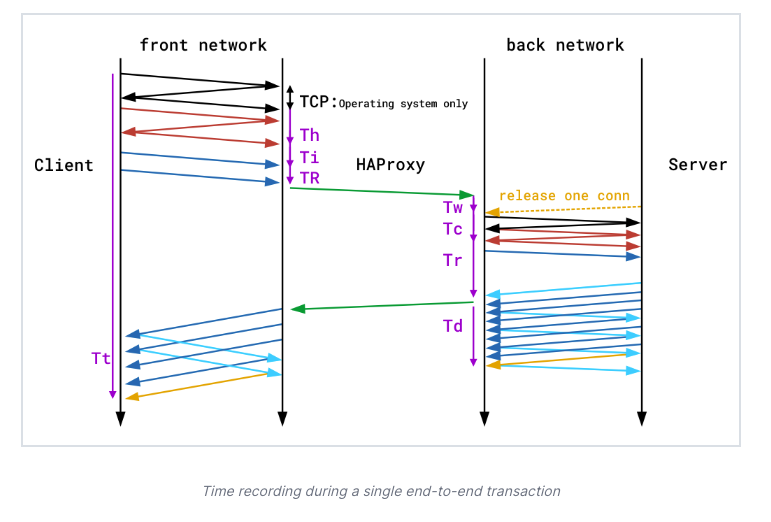 front network
back network
TCP:Operating system only
Th
Ti
TR
Client
HAProxy
Server
release one conn
Tw
Tc
Tr
Td
Tt
Time recording during a single end-to-end transaction